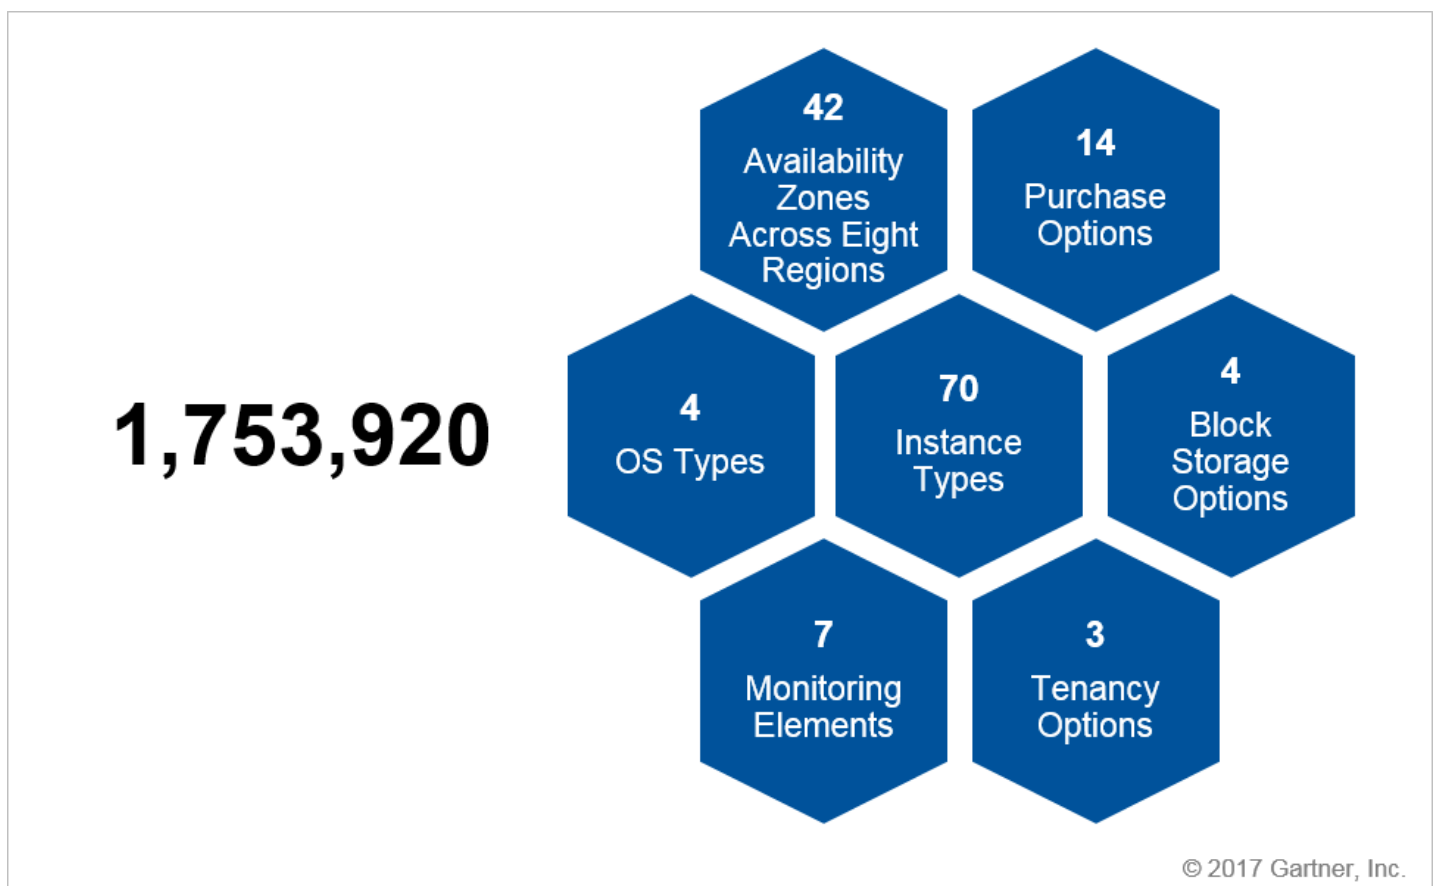 42
Availability
Zones
Across Eight
Regions
14
Purchase
Options
1,753,920
4
OS Types
70
Instance
Types
4
Block
Storage
Options
7
Monitoring
Elements
3
Tenancy
Options
© 2017 Gartner, Inc.